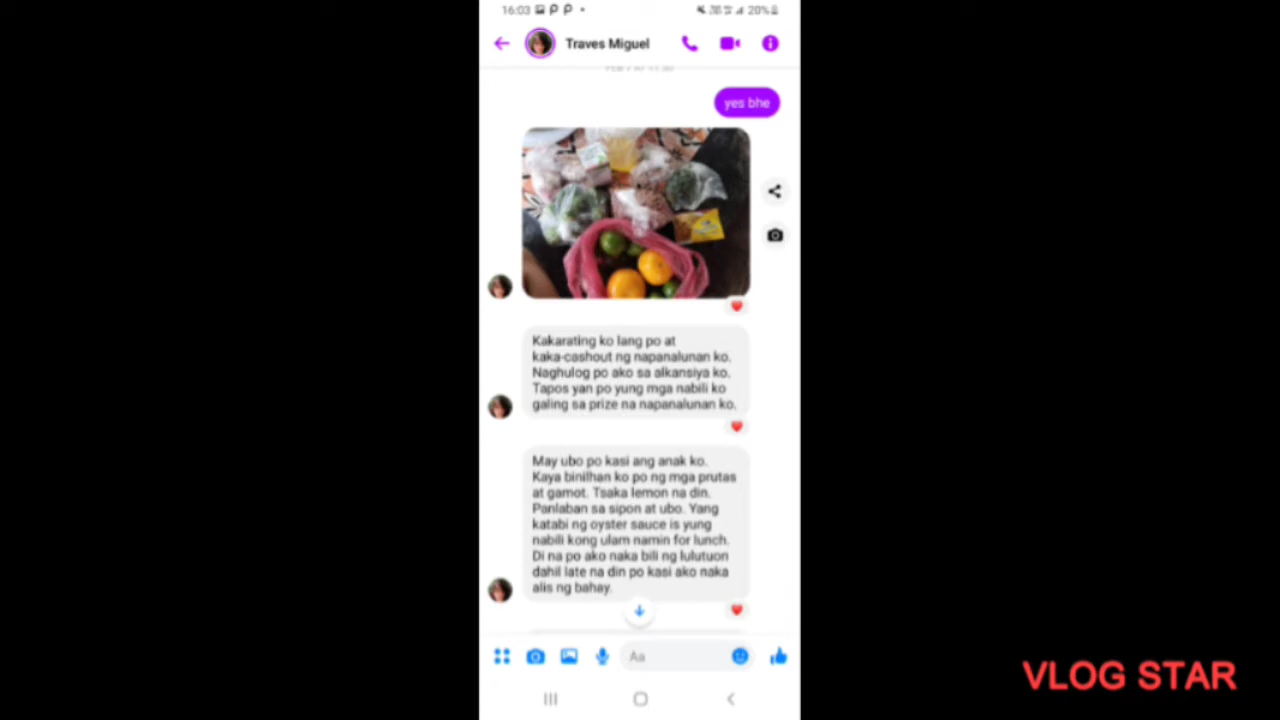 16:03
20%
Traves Miguel
yes bhe
Kakarating ko lang po at
kaka-cashout ng napanalunan ko.
Naghulog po ako sa alkansiya ko.
Tapos yan po yung mga nabili ko
galing sa prize na napanalunan ko.
May ubo po kasi ang anak ko.
Kaya binilhan ko po ng mga prutas
at gamot. Tsaka lemon na din.
Panlaban sa sipon at ubo. Yang
katabi ng oyster sauce is yung
nabili kong ulam namin for lunch.
Di na po ako naka bili ng lulutuon
dahil late na din po kasi ako naka
alis ng bahay.
Aa
VLOG STAR